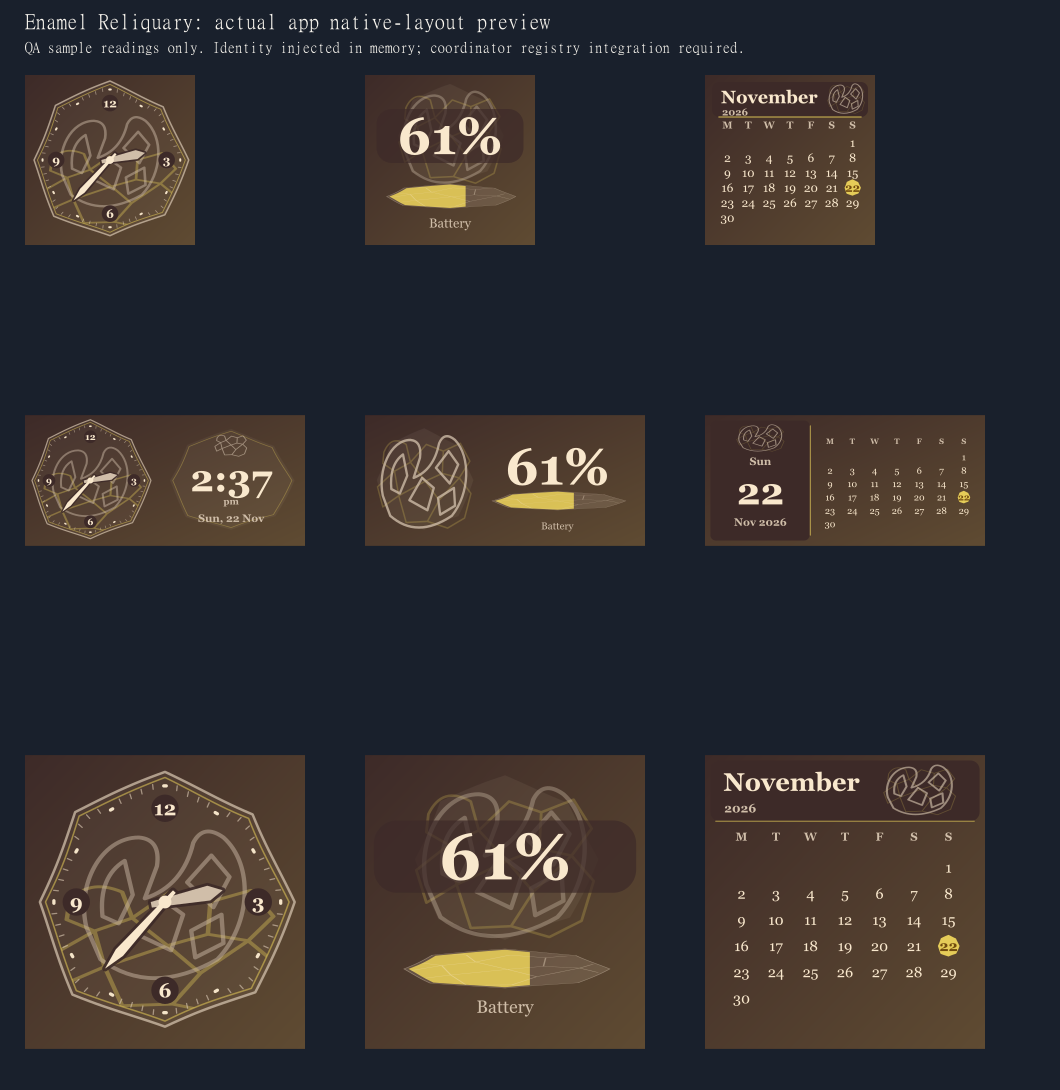 Enamel Reliquary: actual app native-layout preview
QA sample readings only. Identity injected in memory; coordinator registry integration required.
12
9
3
6
61%
Battery
November
2026
M T W T F S S
1
2 3 4 5 6 7 8
9 10 11 12 13 14 15
16 17 18 19 20 21 22
23 24 25 26 27 28 29
30
12
9
3
6
2:37
pm
Sun, 22 Nov
61%
Battery
Sun
22
Nov 2026
M T W T F S S
1
2 3 4 5 6 7 8
9 10 11 12 13 14 15
16 17 18 19 20 21 22
23 24 25 26 27 28 29
30
12
9
3
6
61%
Battery
November
2026
M T W T F S S
1
2 3 4 5 6 7 8
9 10 11 12 13 14 15
16 17 18 19 20 21 22
23 24 25 26 27 28 29
30